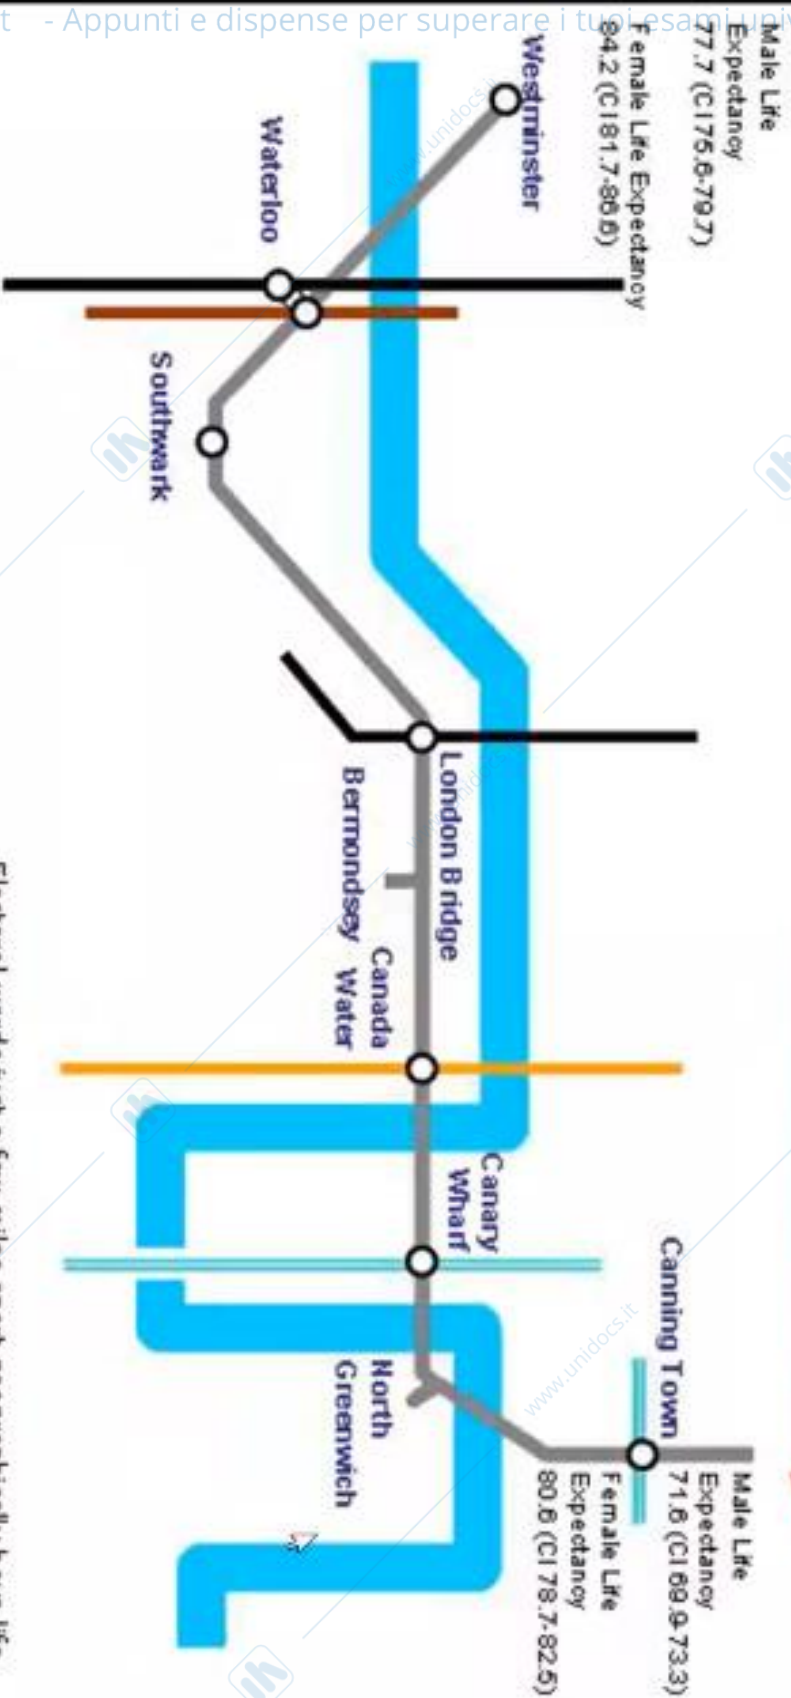 t - Appunti e dispense per superare i tuoi esami univ
Male Life
Expectancy
77.7 (CI 75.6-79.7)
Female Life Expectancy
84.2 (CI 81.7-86.6)
Westminster
Waterloo
Southwark
London Bridge
Bermondsey
Canada
Water
Canary
Wharf
North
Greenwich
Canning Town
Male Life
Expectancy
71.6 (CI 69.9-73.3)
Female Life
Expectancy
80.6 (CI 78.7-82.5)
www.unidocs.it